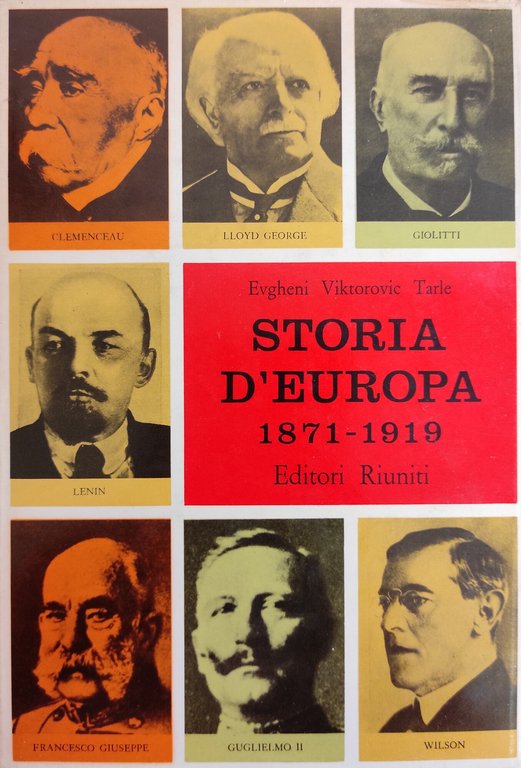 CLEMENCEAU
LLOYD GEORGE
GIOLITTI
LENIN
Evgheni Viktorovic Tarle
STORIA
D'EUROPA
1871-1919
Editori Riuniti
FRANCESCO GIUSEPPE
GUGLIELMO II
WILSON